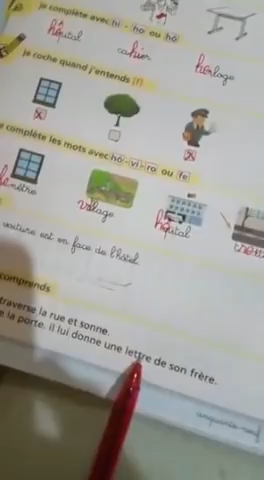 je complète avec hi - ho ou hô
hôpital cahier horloge
je coche quand j'entends (f)
x x
complète les mots avec hô - vi - ro ou fe
fenêtre village hôpital
voiture est en face de l'hôtel
comprends
traverse la rue et sonne.
la porte. il lui donne une lettre de son frère.